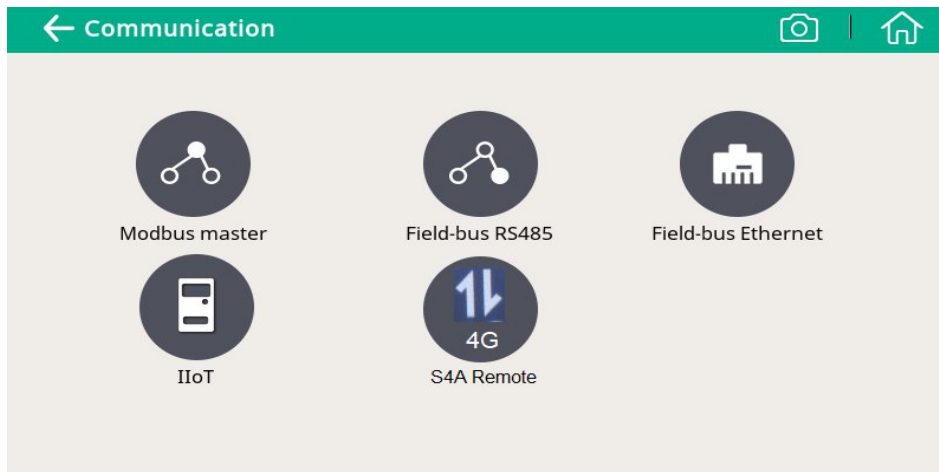 Communication
Modbus master
Field-bus RS485
Field-bus Ethernet
IIoT
4G
S4A Remote